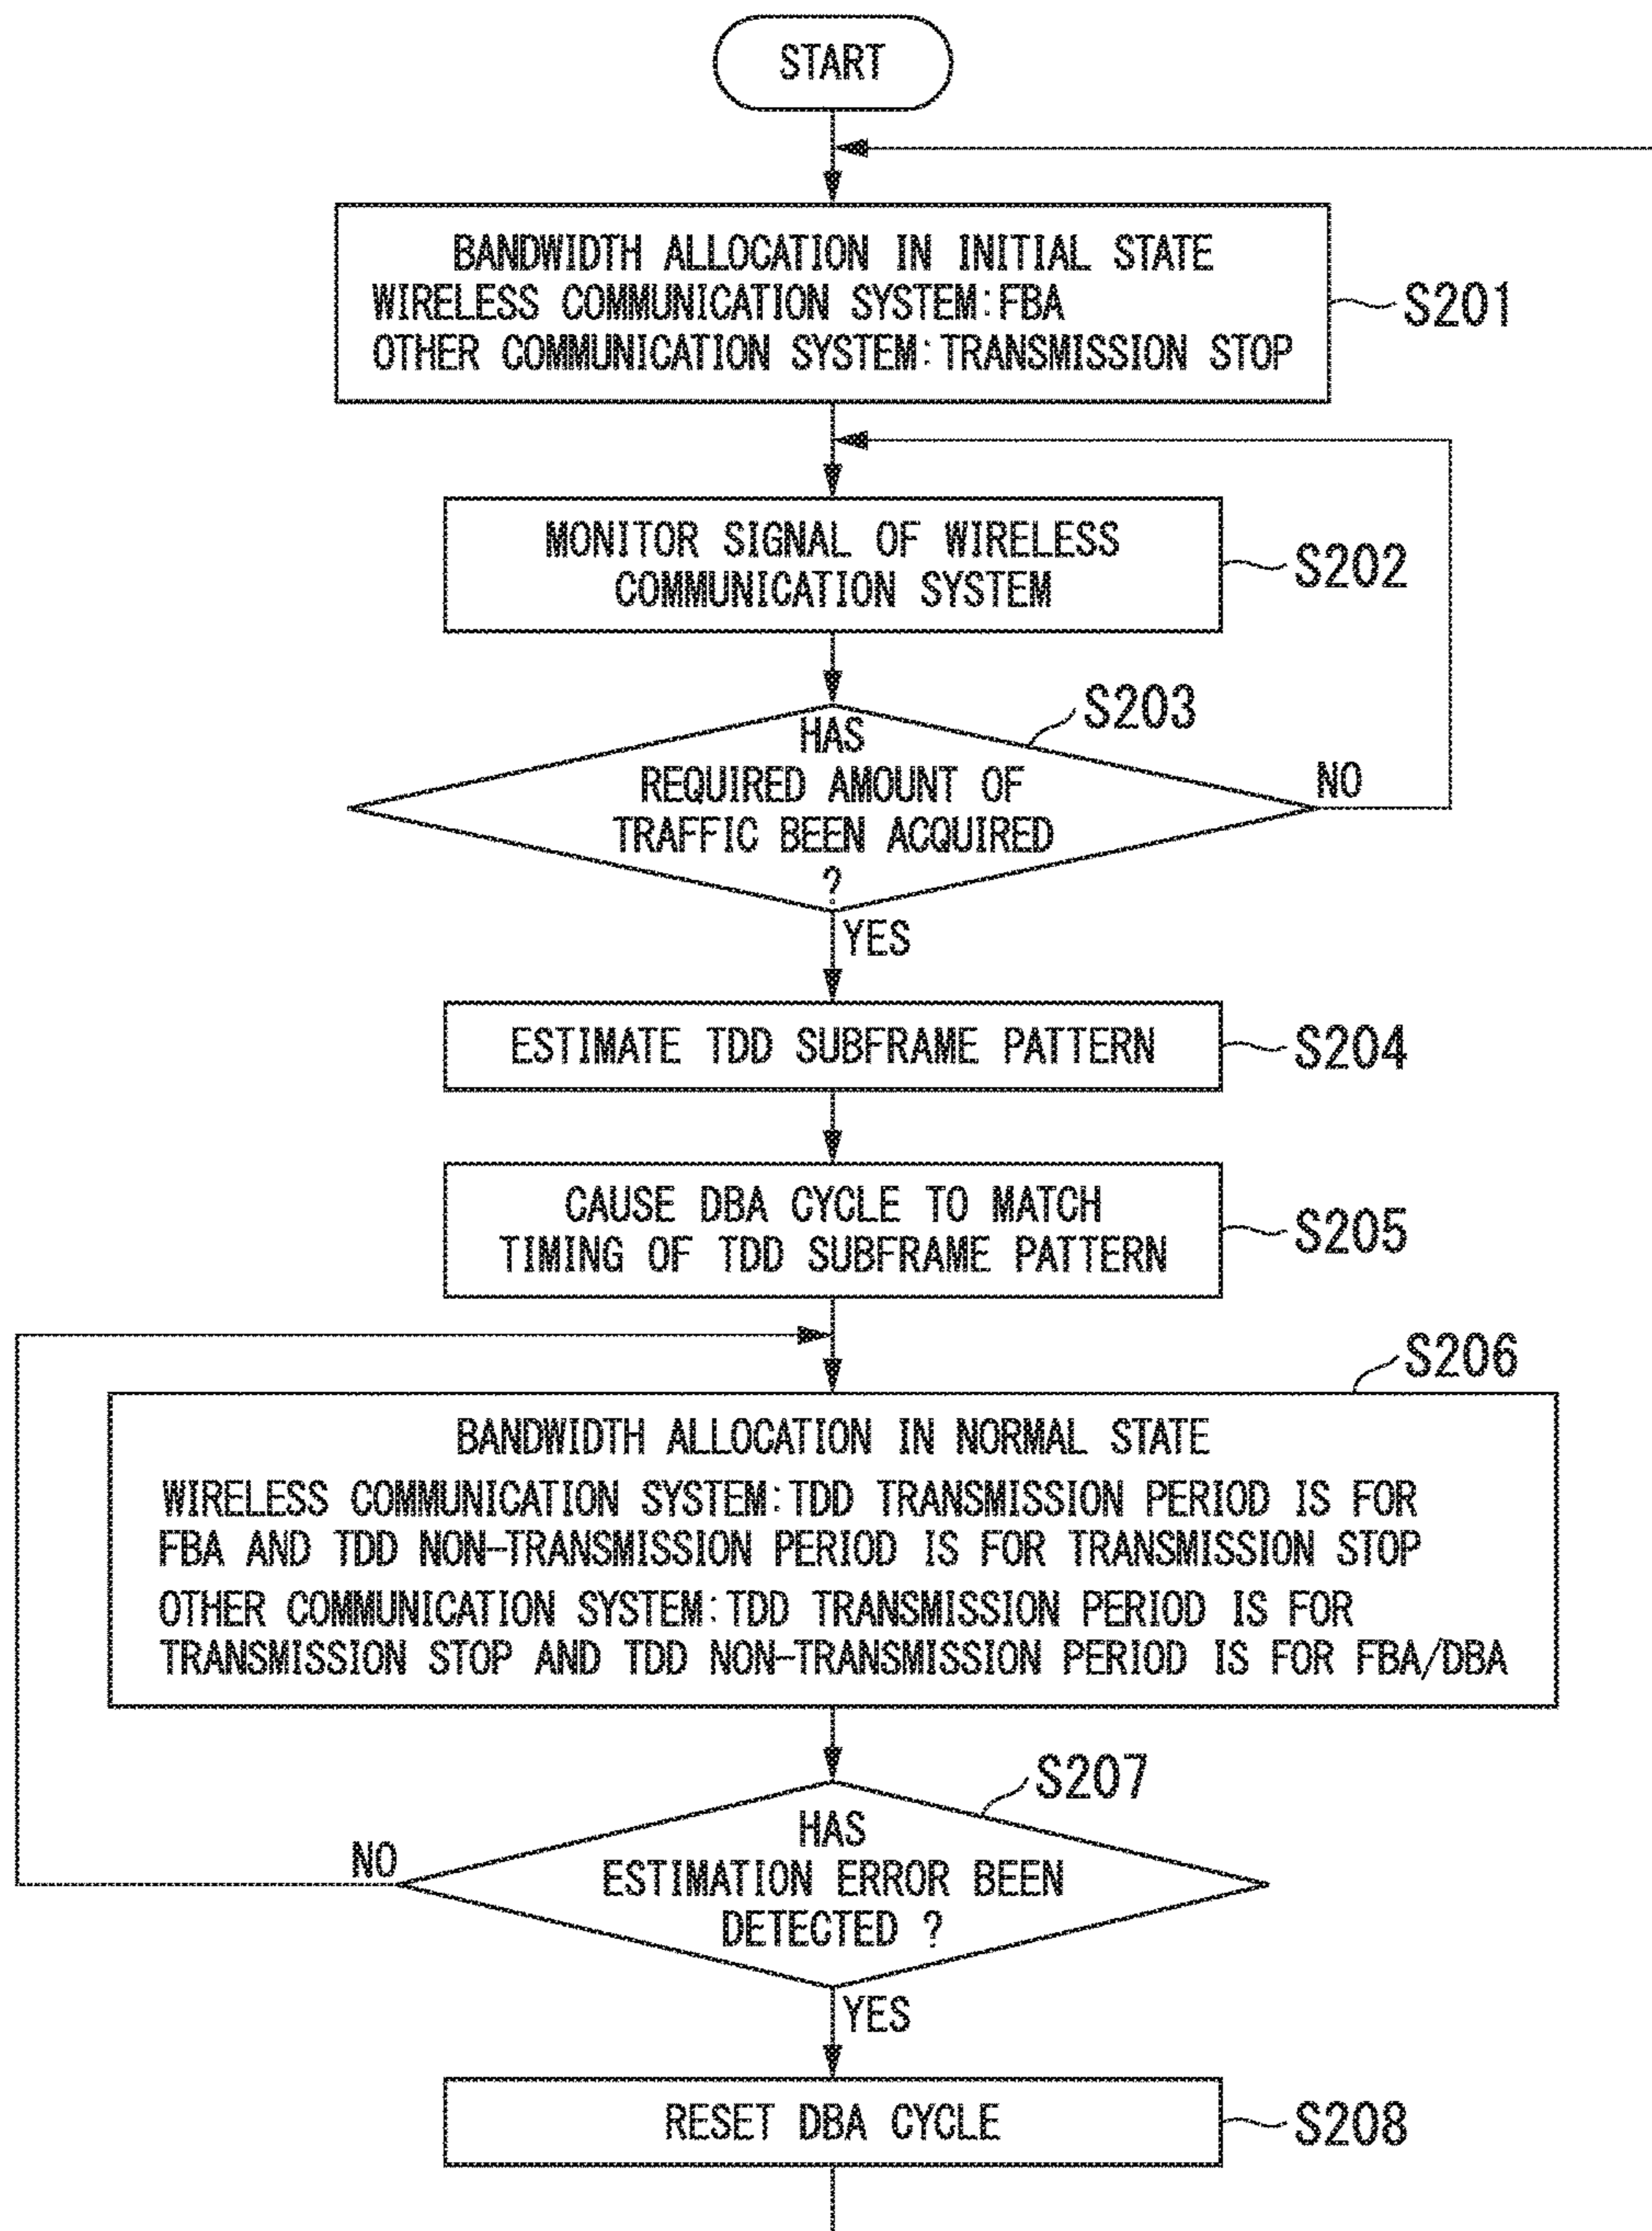 START
BANDWIDTH ALLOCATION IN INITIAL STATE
WIRELESS COMMUNICATION SYSTEM:FBA
OTHER COMMUNICATION SYSTEM:TRANSMISSION STOP
S201
MONITOR SIGNAL OF WIRELESS
COMMUNICATION SYSTEM
S202
S203
HAS
REQUIRED AMOUNT OF
TRAFFIC BEEN ACQUIRED
?
NO
YES
ESTIMATE TDD SUBFRAME PATTERN
S204
CAUSE DBA CYCLE TO MATCH
TIMING OF TDD SUBFRAME PATTERN
S205
S206
BANDWIDTH ALLOCATION IN NORMAL STATE
WIRELESS COMMUNICATION SYSTEM:TDD TRANSMISSION PERIOD IS FOR
FBA AND TDD NON-TRANSMISSION PERIOD IS FOR TRANSMISSION STOP
OTHER COMMUNICATION SYSTEM:TDD TRANSMISSION PERIOD IS FOR
TRANSMISSION STOP AND TDD NON-TRANSMISSION PERIOD IS FOR FBA/DBA
S207
HAS
ESTIMATION ERROR BEEN
DETECTED ?
NO
YES
RESET DBA CYCLE
S208